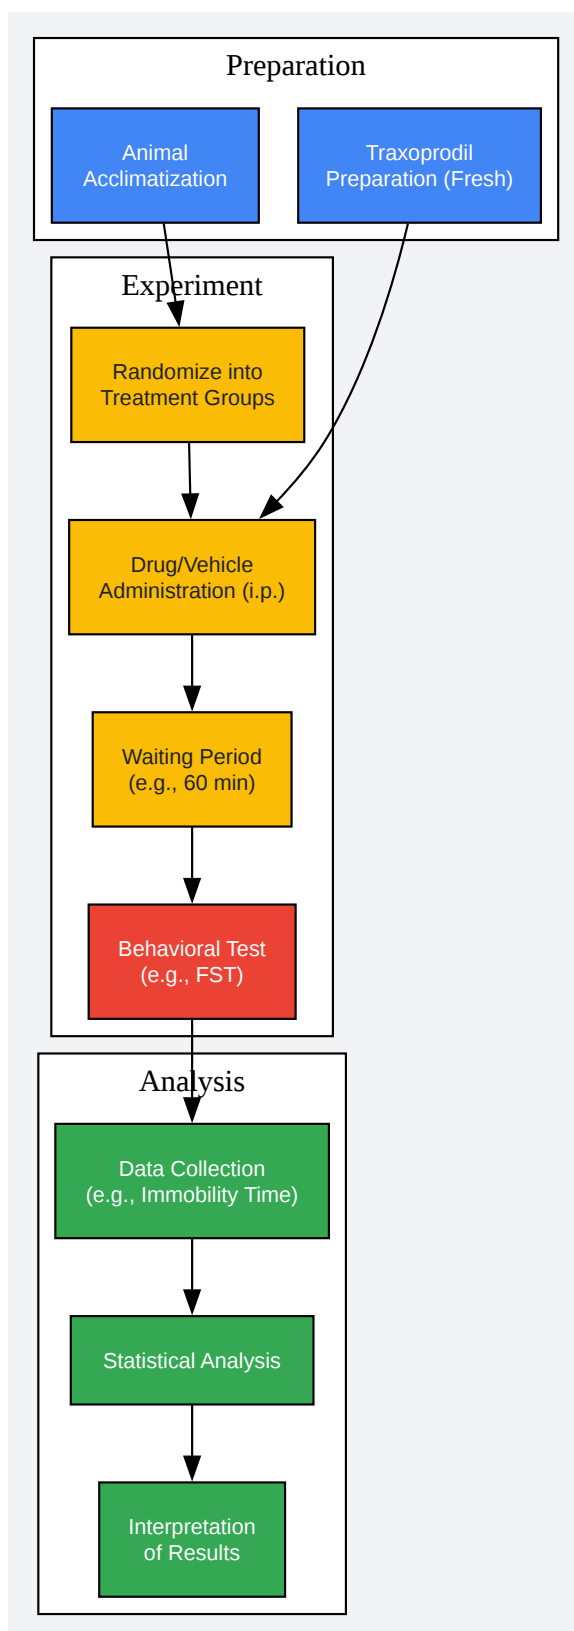 Preparation
Animal
Acclimatization
Traxoprodil
Preparation (Fresh)
Experiment
Randomize into
Treatment Groups
Drug/Vehicle
Administration (i.p.)
Waiting Period
(e.g., 60 min)
Behavioral Test
(e.g., FST)
Analysis
Data Collection
(e.g., Immobility Time)
Statistical Analysis
Interpretation
of Results